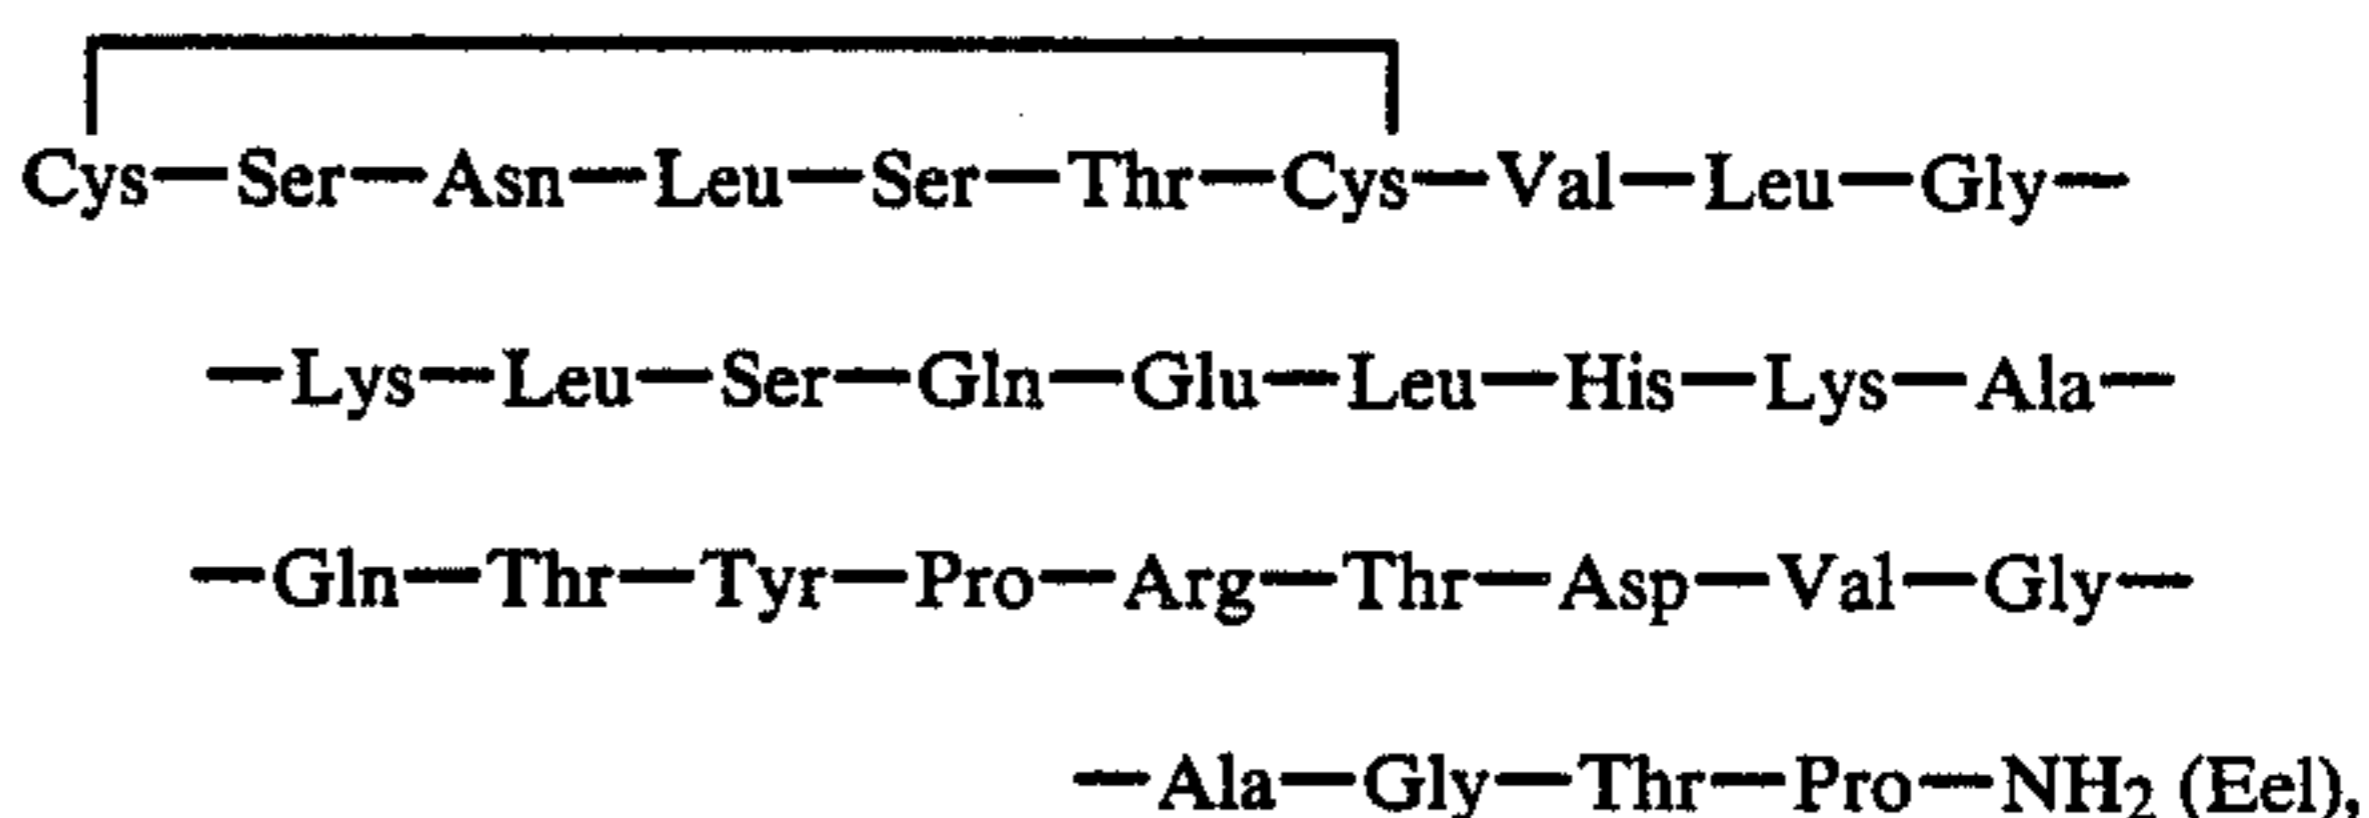 Cys—Ser—Asn—Leu—Ser—Thr—Cys—Val—Leu—Gly—
—Lys—Leu—Ser—Gln—Glu—Leu—His—Lys—Ala—
—Gln—Thr—Tyr—Pro—Arg—Thr—Asp—Val—Gly—
—Ala—Gly—Thr—Pro—NH₂ (Eel),